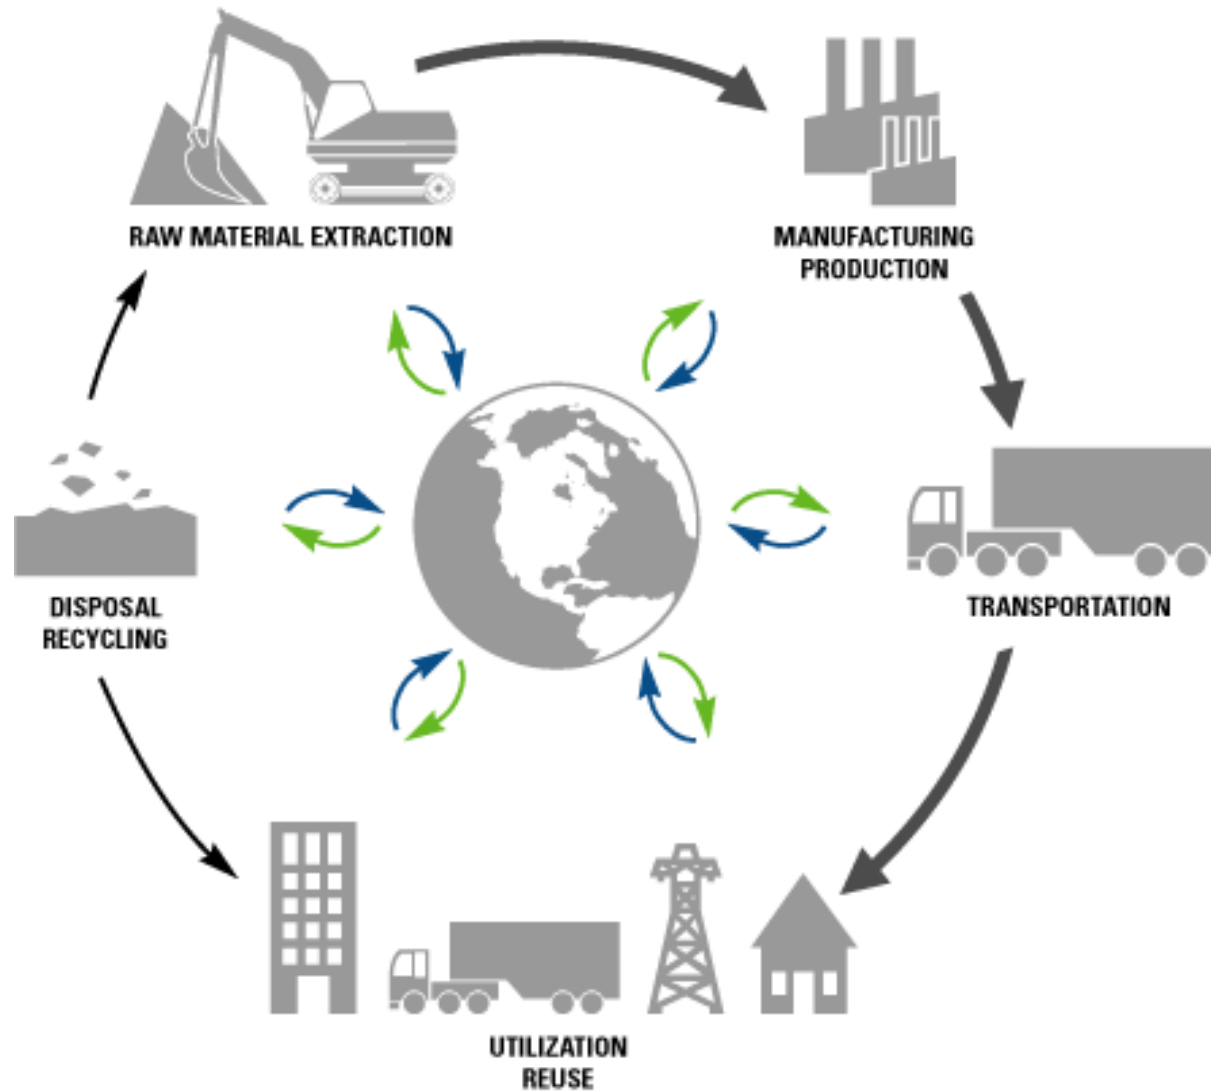 RAW MATERIAL EXTRACTION
MANUFACTURING
PRODUCTION
TRANSPORTATION
DISPOSAL
RECYCLING
UTILIZATION
REUSE